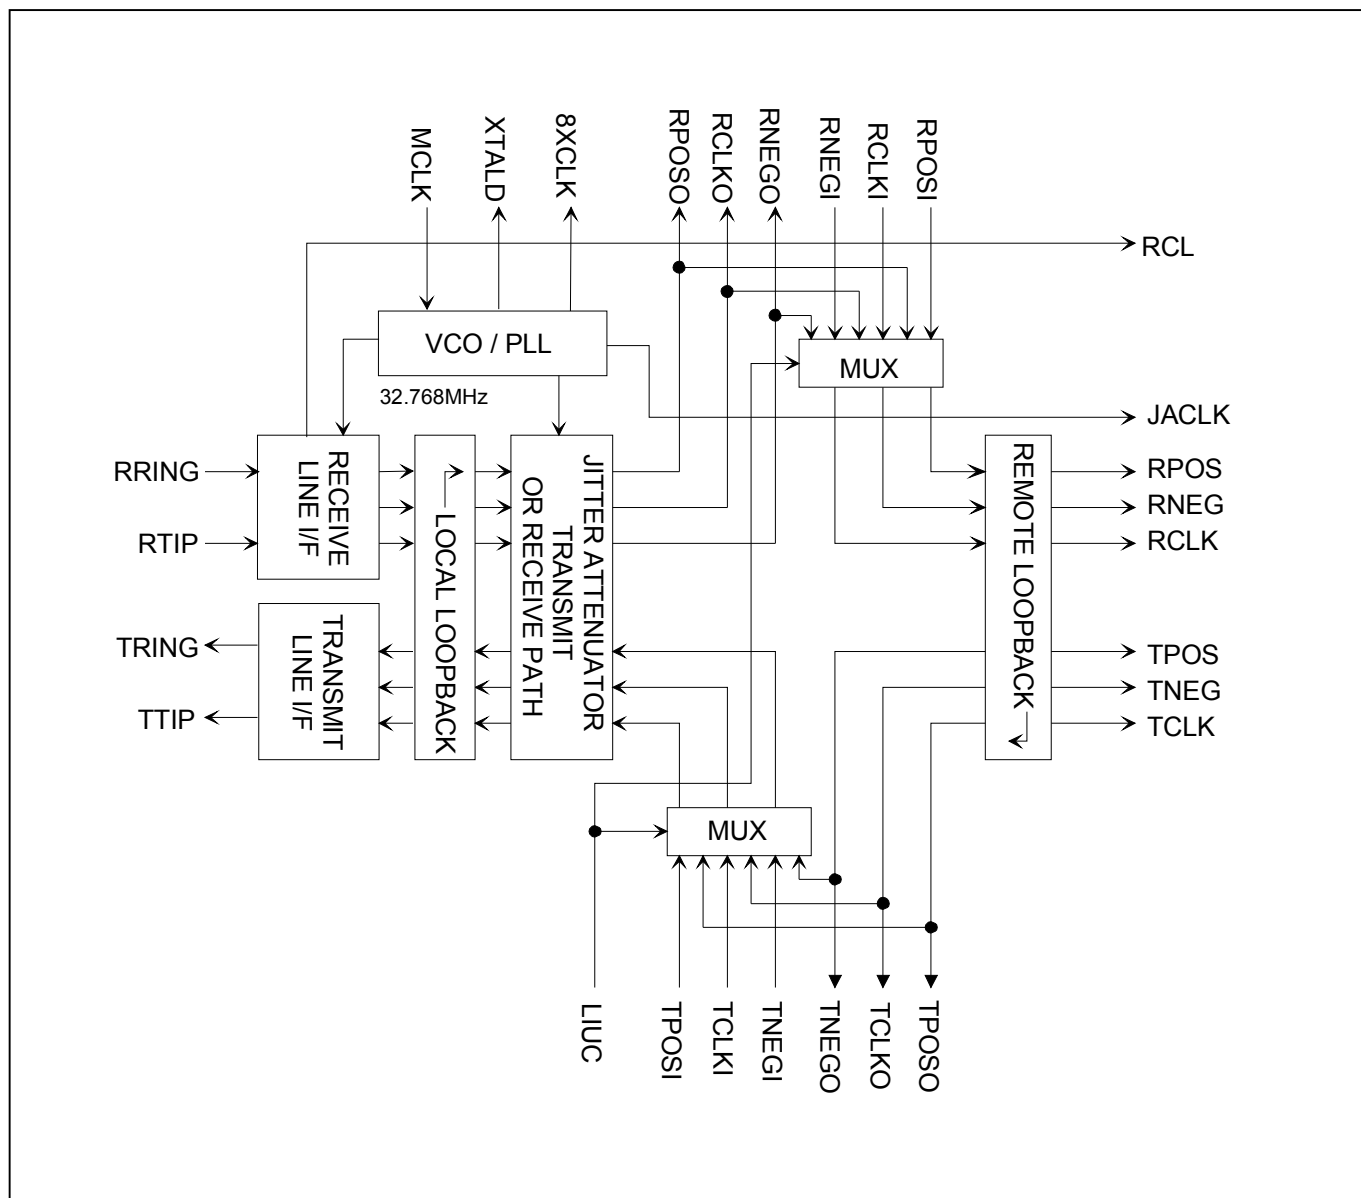 MCLK
XTALD
8XCLK
RPOSO
RCLKO
RNEGO
RNEGI
RCLKI
RPOSI
RCL
VCO / PLL
MUX
32.768MHz
JACLK
RRING
RTIP
RECEIVE
LINE I/F
LOCAL LOOPBACK
JITTER ATTENUATOR
TRANSMIT
OR RECEIVE PATH
REMOTE LOOPBACK
RPOS
RNEG
RCLK
TRING
TTIP
TRANSMIT
LINE I/F
TPOS
TNEG
TCLK
MUX
LIUC
TPOSI
TCLKI
TNEGI
TNEGO
TCLKO
TPOSO